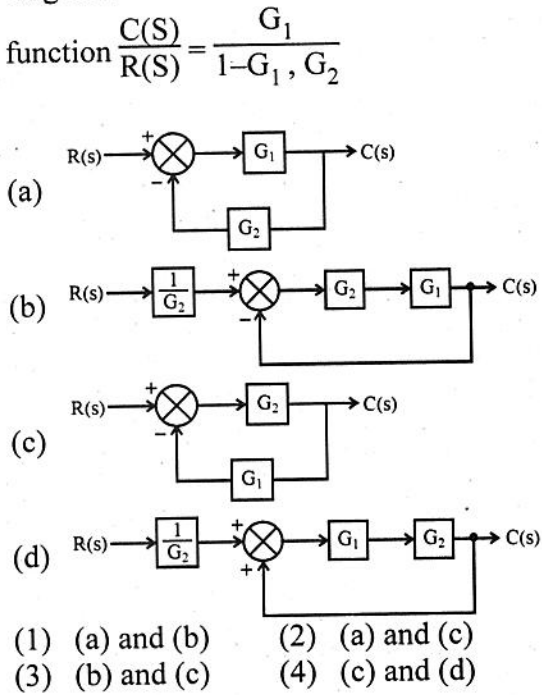 function C(S)/R(S) = G₁/1–G₁ , G₂
(a) R(s) + – G₁ C(s)
G₂
(b) R(s) 1/G₂ + – G₂ G₁ C(s)
(c) R(s) + – G₂ C(s)
G₁
(d) R(s) 1/G₂ + + G₁ G₂ C(s)
(1) (a) and (b) (2) (a) and (c)
(3) (b) and (c) (4) (c) and (d)